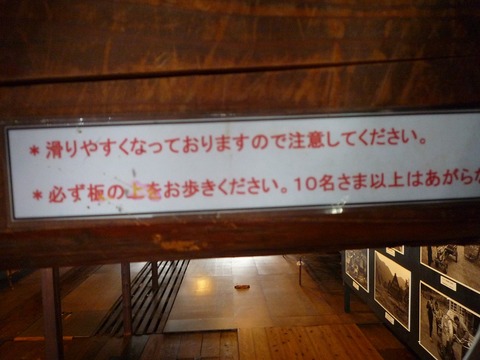 ＊滑りやすくなっておりますので注意してください。
＊必ず板の上をお歩きください。10名さま以上はあがらな